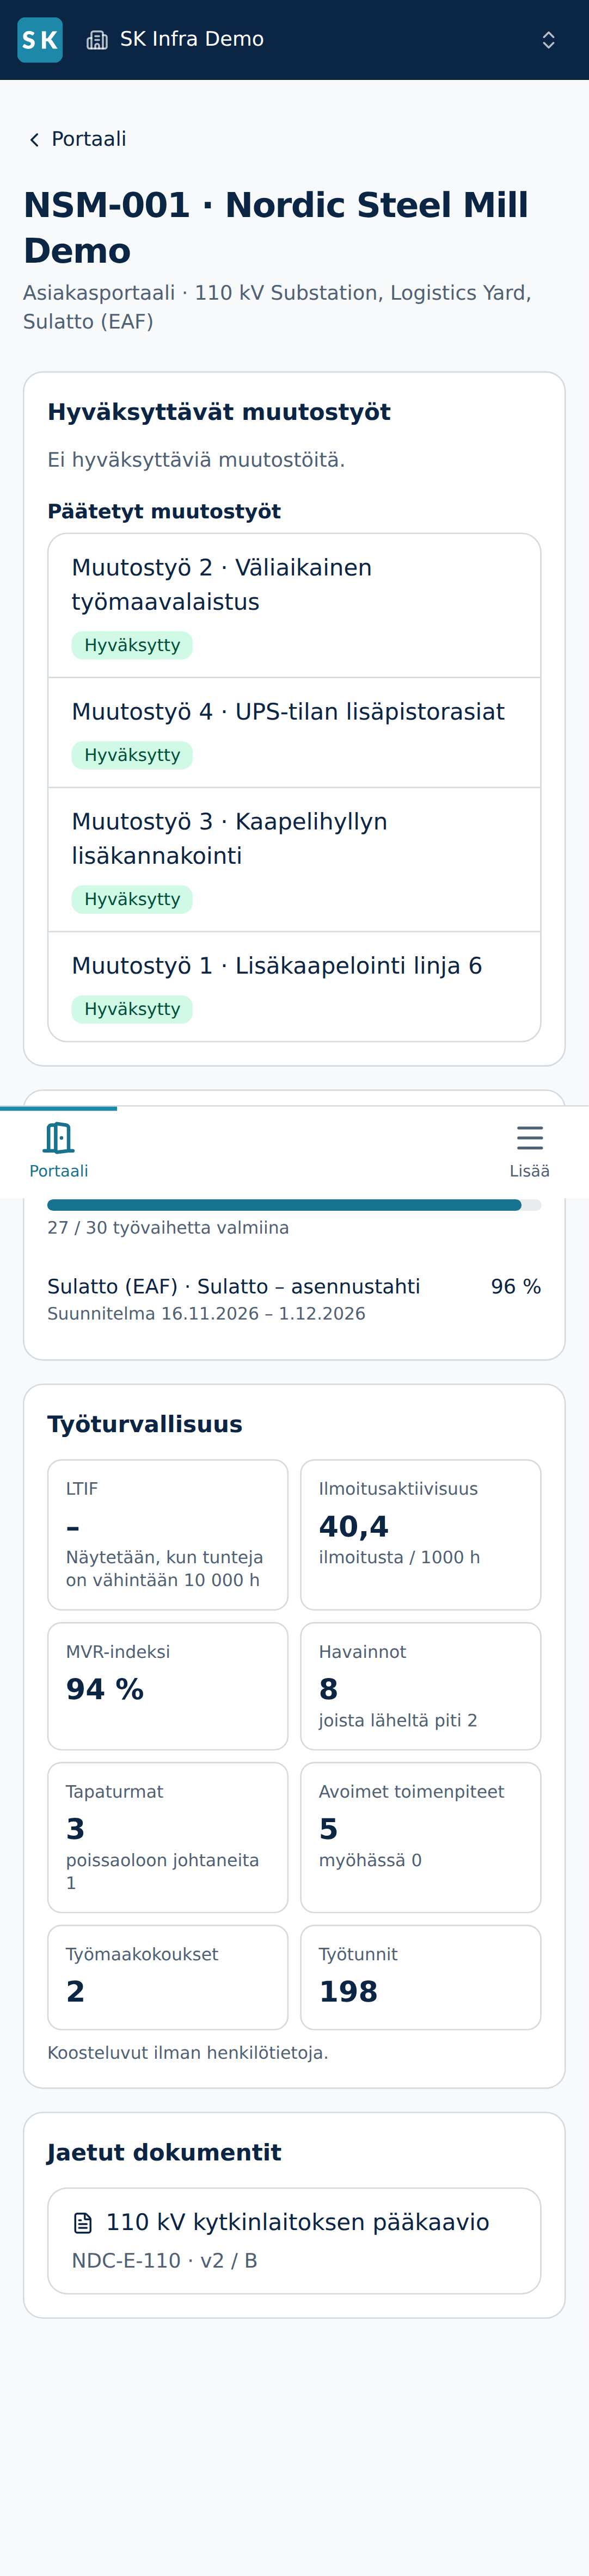 SK
SK Infra Demo
Portaali
NSM-001 · Nordic Steel Mill
Demo
Asiakasportaali · 110 kV Substation, Logistics Yard,
Sulatto (EAF)
Hyväksyttävät muutostyöt
Ei hyväksyttäviä muutostöitä.
Päätetyt muutostyöt
Muutostyö 2 · Väliaikainen
työmaavalaistus
Hyväksytty
Muutostyö 4 · UPS-tilan lisäpistorasiat
Hyväksytty
Muutostyö 3 · Kaapelihyllyn
lisäkannakointi
Hyväksytty
Muutostyö 1 · Lisäkaapelointi linja 6
Hyväksytty
Portaali
Lisää
27 / 30 työvaihetta valmiina
Sulatto (EAF) · Sulatto – asennustahti 96 %
Suunnitelma 16.11.2026 – 1.12.2026
Työturvallisuus
LTIF
–
Näytetään, kun tunteja
on vähintään 10 000 h
Ilmoitusaktiivisuus
40,4
ilmoitusta / 1000 h
MVR-indeksi
94 %
Havainnot
8
joista läheltä piti 2
Tapaturmat
3
poissaoloon johtaneita
1
Avoimet toimenpiteet
5
myöhässä 0
Työmaakokoukset
2
Työtunnit
198
Koosteluvut ilman henkilötietoja.
Jaetut dokumentit
110 kV kytkinlaitoksen pääkaavio
NDC-E-110 · v2 / B